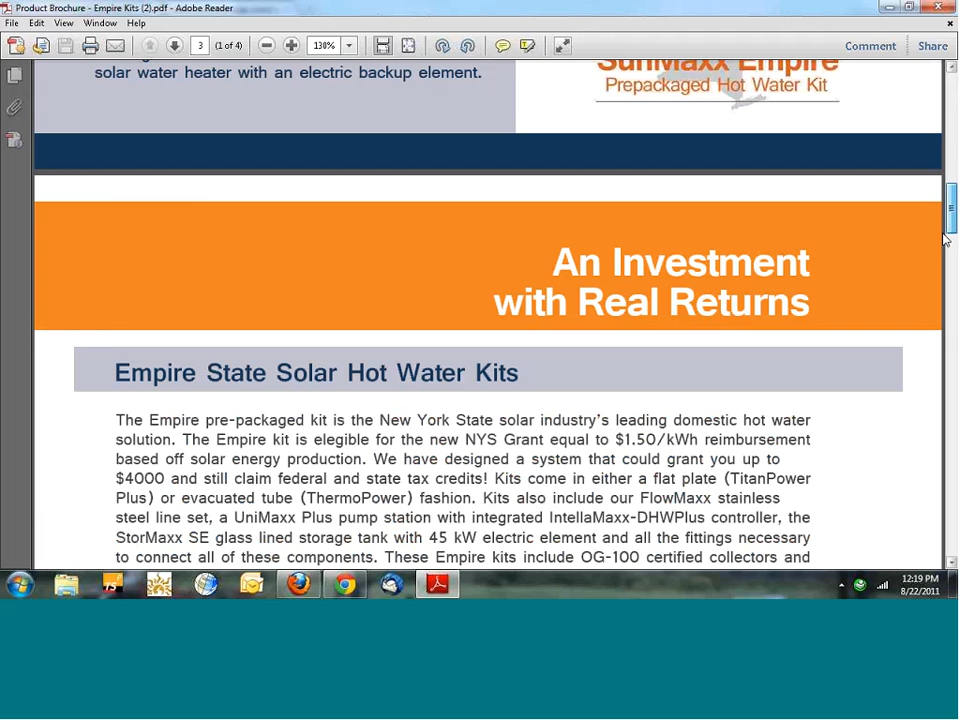 Product Brochure - Empire Kits (2).pdf - Adobe Reader
File Edit View Window Help
3 (1 of 4) 130% Comment Share
solar water heater with an electric backup element.
SunMaxx Empire
Prepackaged Hot Water Kit
An Investment
with Real Returns
Empire State Solar Hot Water Kits
The Empire pre-packaged kit is the New York State solar industry's leading domestic hot water
solution. The Empire kit is elegible for the new NYS Grant equal to $1.50/kWh reimbursement
based off solar energy production. We have designed a system that could grant you up to
$4000 and still claim federal and state tax credits! Kits come in either a flat plate (TitanPower
Plus) or evacuated tube (ThermoPower) fashion. Kits also include our FlowMaxx stainless
steel line set, a UniMaxx Plus pump station with integrated IntellaMaxx-DHWPlus controller, the
StorMaxx SE glass lined storage tank with 45 kW electric element and all the fittings necessary
to connect all of these components. These Empire kits include OG-100 certified collectors and
12:19 PM
8/22/2011